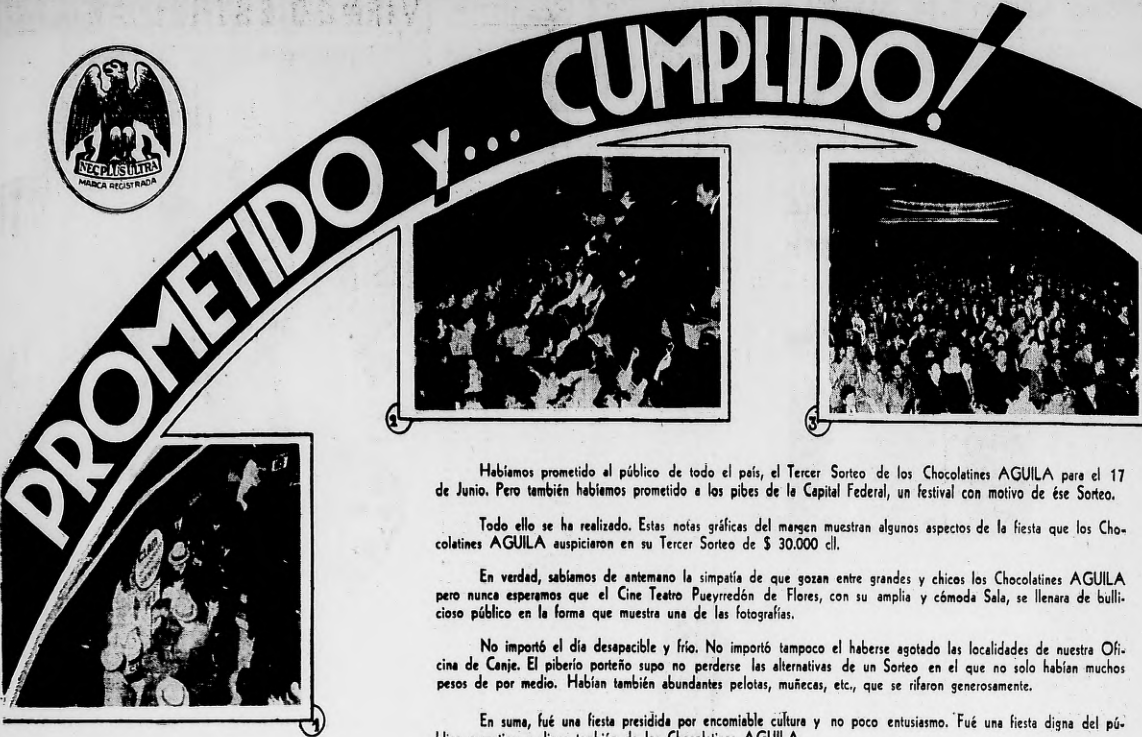 PROMETIDO y... CUMPLIDO!
NEC PLUS ULTRA
MARCA REGISTRADA
2
3
1
Habíamos prometido al público de todo el país, el Tercer Sorteo de los Chocolatines AGUILA para el 17
de Junio. Pero también habíamos prometido a los pibes de la Capital Federal, un festival con motivo de ése Sorteo.
Todo ello se ha realizado. Estas notas gráficas del margen muestran algunos aspectos de la fiesta que los Cho-
colatines AGUILA auspiciaron en su Tercer Sorteo de $ 30.000 cll.
En verdad, sabíamos de antemano la simpatía de que gozan entre grandes y chicos los Chocolatines AGUILA
pero nunca esperamos que el Cine Teatro Pueyrredón de Flores, con su amplia y cómoda Sala, se llenara de bulli-
cioso público en la forma que muestra una de las fotografías.
No importó el día desapacible y frío. No importó tampoco el haberse agotado las localidades de nuestra Ofi-
cina de Canje. El piberío porteño supo no perderse las alternativas de un Sorteo en el que no solo habían muchos
pesos de por medio. Habían también abundantes pelotas, muñecas, etc., que se rifaron generosamente.
En suma, fué una fiesta presidida por encomiable cultura y no poco entusiasmo. Fué una fiesta digna del pú-